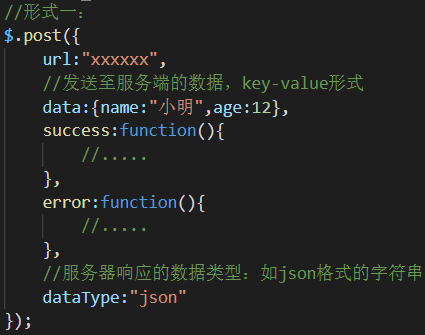 //形式一：
$.post({
    url:"xxxxxx",
    //发送至服务端的数据，key-value形式
    data:{name:"小明",age:12},
    success:function(){
        //.....
    },
    error:function(){
        //.....
    },
    //服务器响应的数据类型：如json格式的字符串
    dataType:"json"
});